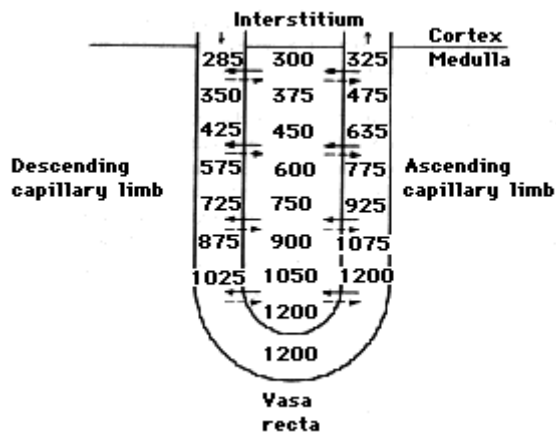 Interstitium
Cortex
285 300 325
Medulla
350 375 475
425 450 635
Descending
capillary limb
575 600 775
Ascending
capillary limb
725 750 925
875 900 1075
1025 1050 1200
1200
1200
Vasa
recta